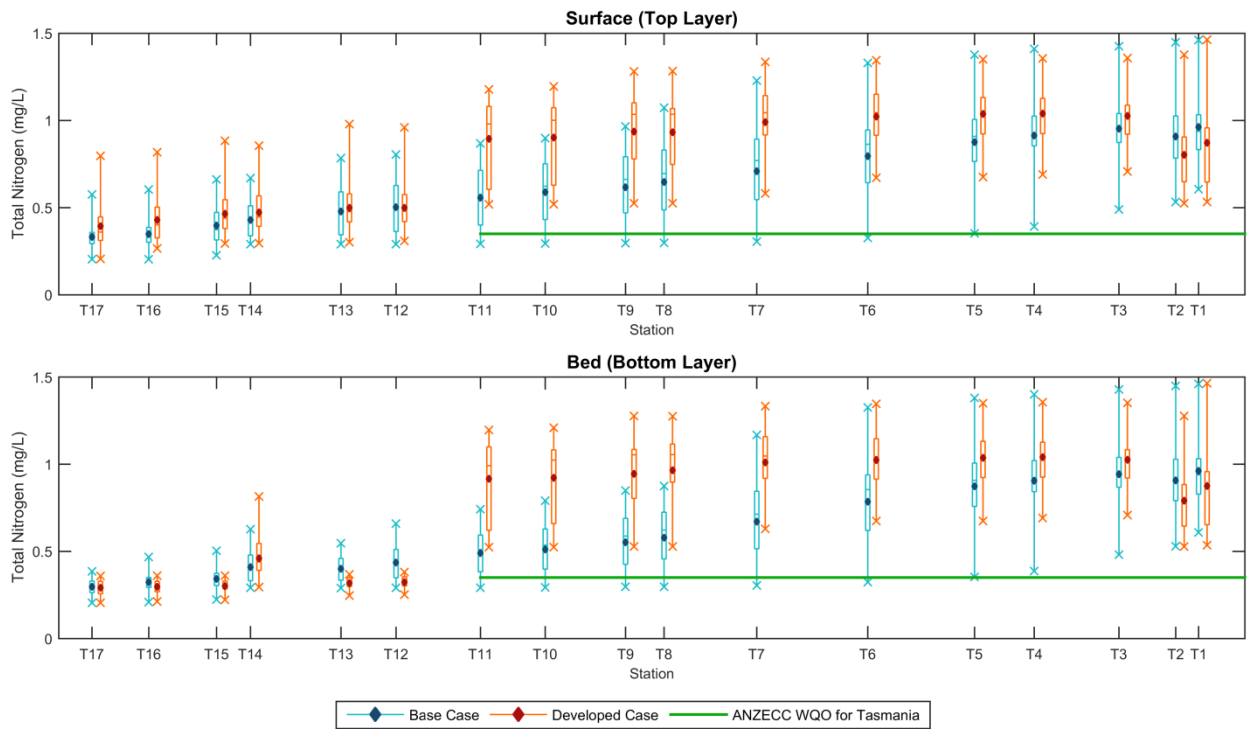 Surface (Top Layer)
Total Nitrogen (mg/L)
1.5
1
0.5
0
T17 T16 T15 T14 T13 T12 T11 T10 T9 T8 T7 T6 T5 T4 T3 T2 T1
Station
Bed (Bottom Layer)
Total Nitrogen (mg/L)
1.5
1
0.5
0
T17 T16 T15 T14 T13 T12 T11 T10 T9 T8 T7 T6 T5 T4 T3 T2 T1
Station
Base Case Developed Case ANZECC WQO for Tasmania